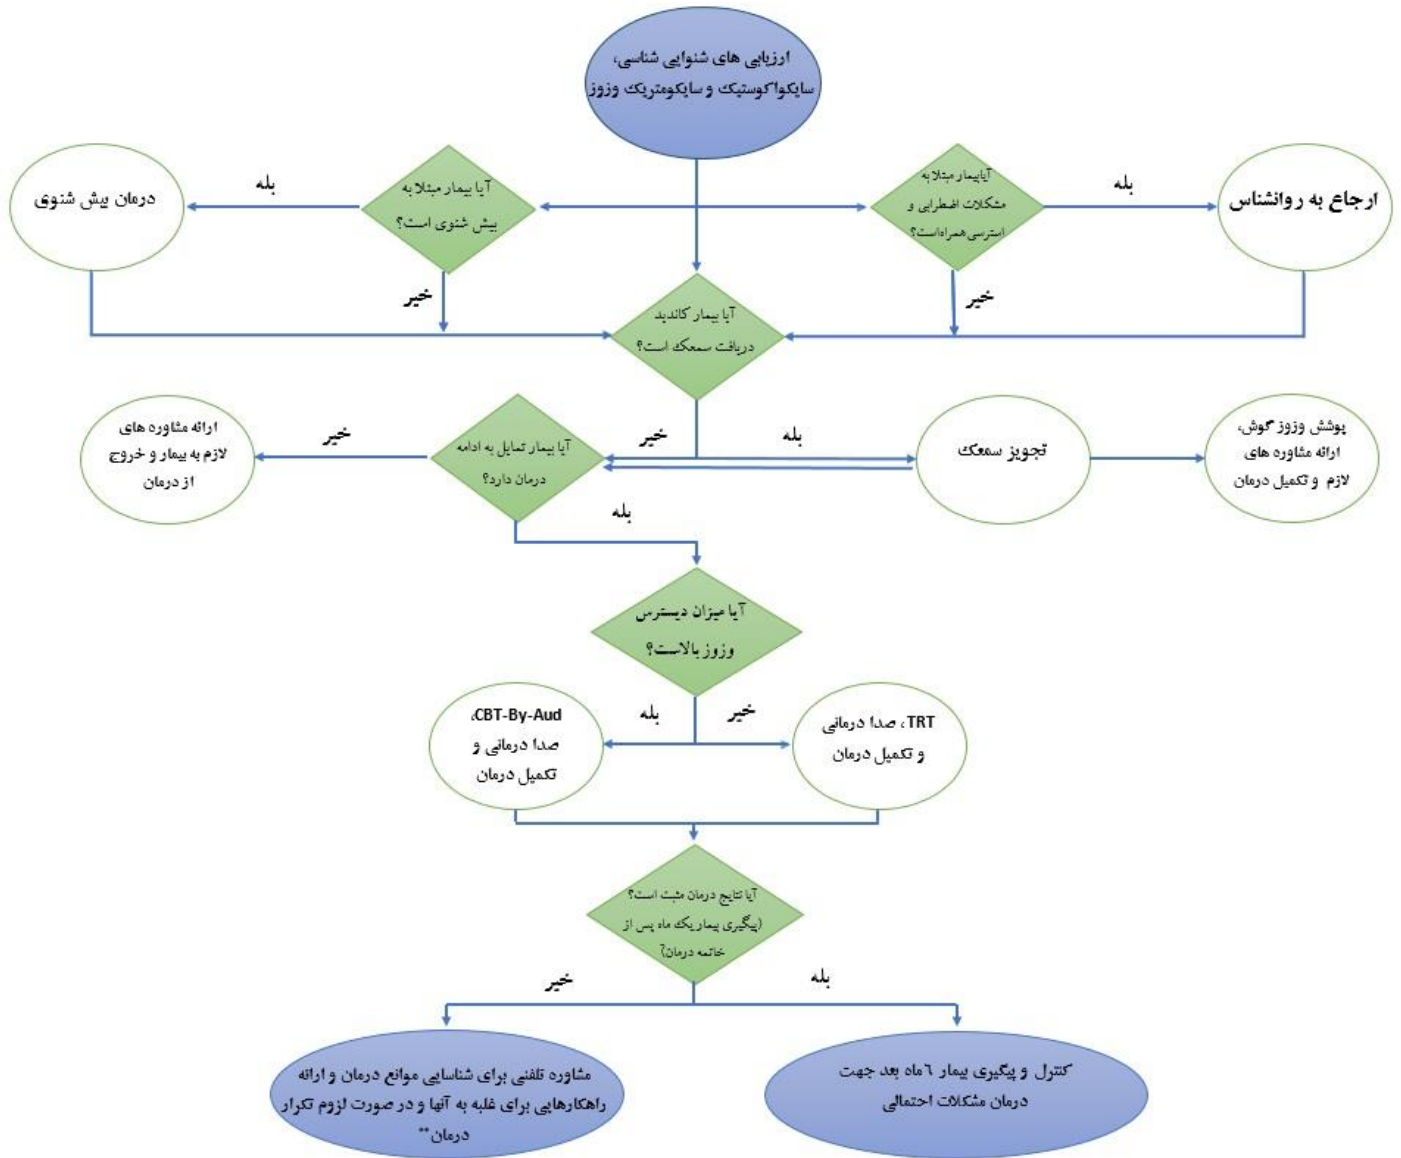 ارزیابی های شنوایی شناسی،
سایکواکوستیک و سایکومتریک وزوز
آیابیمار مبتلا به
مشکلات اضطرابی و
استرسی همراه‌است؟
بله
ارجاع به روانشناس
خیر
آیا بیمار مبتلا به
بیش شنوی است؟
بله
درمان بیش شنوی
خیر
آیا بیمار کاندید
دریافت سمعک است؟
بله
خیر
تجویز سمعک
پوشش وزوز گوش،
ارائه مشاوره های
لازم و تکمیل درمان
آیا بیمار تمایل به ادامه
درمان دارد؟
خیر
ارائه مشاوره های
لازم به بیمار و خروج
از درمان
بله
آیا میزان دیسترس
وزوز بالاست؟
خیر
بله
TRT، صدا درمانی
و تکمیل درمان
CBT-By-Aud،
صدا درمانی و
تکمیل درمان
آیا نتایج درمان مثبت است؟
(پیگیری بیمار یک ماه پس از
خاتمه درمان)؟
بله
خیر
کنترل و پیگیری بیمار ٦ماه بعد جهت
درمان مشکلات احتمالی
مشاوره تلفنی برای شناسایی موانع درمان و ارائه
راهکارهایی برای غلبه به آنها و در صورت لزوم تکرار
درمان**